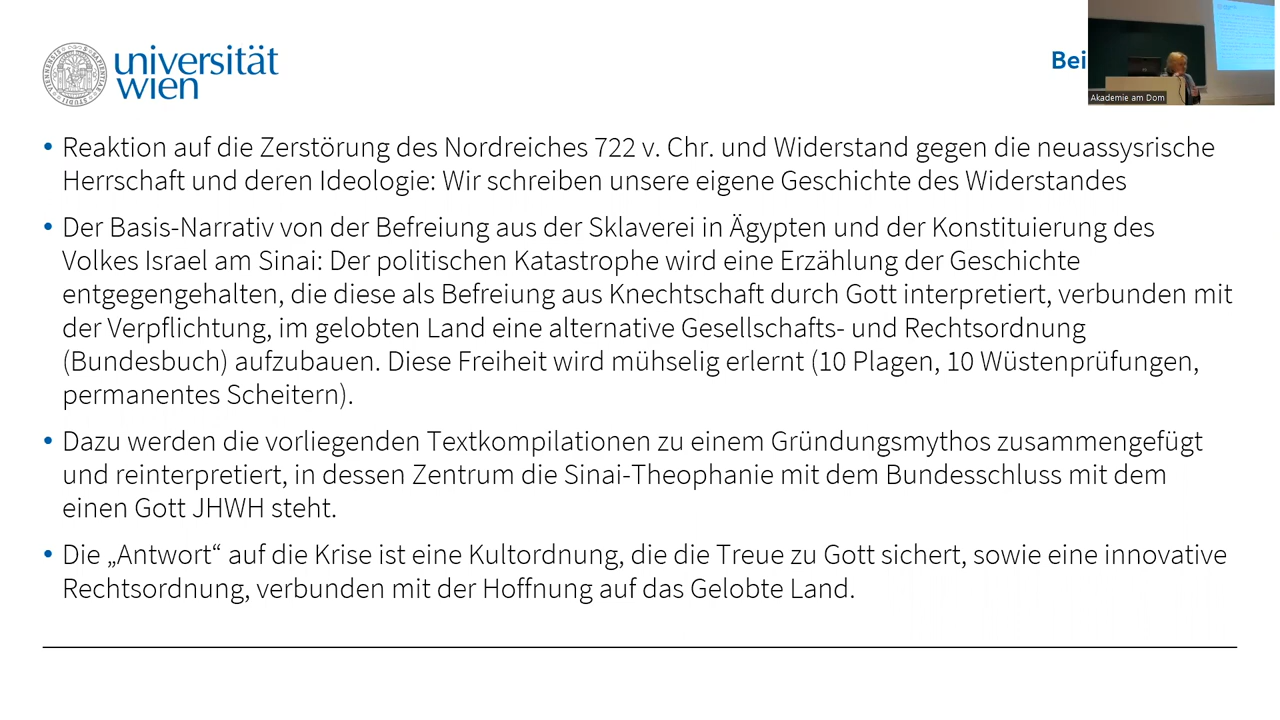 universität
wien
Bei
Akademie am Dom
• Reaktion auf die Zerstörung des Nordreiches 722 v. Chr. und Widerstand gegen die neuassysrische
Herrschaft und deren Ideologie: Wir schreiben unsere eigene Geschichte des Widerstandes
• Der Basis-Narrativ von der Befreiung aus der Sklaverei in Ägypten und der Konstituierung des
Volkes Israel am Sinai: Der politischen Katastrophe wird eine Erzählung der Geschichte
entgegengehalten, die diese als Befreiung aus Knechtschaft durch Gott interpretiert, verbunden mit
der Verpflichtung, im gelobten Land eine alternative Gesellschafts- und Rechtsordnung
(Bundesbuch) aufzubauen. Diese Freiheit wird mühselig erlernt (10 Plagen, 10 Wüstenprüfungen,
permanentes Scheitern).
• Dazu werden die vorliegenden Textkompilationen zu einem Gründungsmythos zusammengefügt
und reinterpretiert, in dessen Zentrum die Sinai-Theophanie mit dem Bundesschluss mit dem
einen Gott JHWH steht.
• Die „Antwort“ auf die Krise ist eine Kultordnung, die die Treue zu Gott sichert, sowie eine innovative
Rechtsordnung, verbunden mit der Hoffnung auf das Gelobte Land.